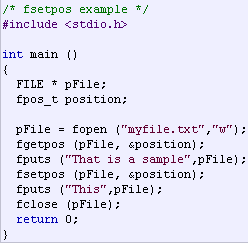 /* fsetpos example */
#include <stdio.h>

int main ()
{
  FILE * pFile;
  fpos_t position;

  pFile = fopen ("myfile.txt","w");
  fgetpos (pFile, &position);
  fputs ("That is a sample",pFile);
  fsetpos (pFile, &position);
  fputs ("This",pFile);
  fclose (pFile);
  return 0;
}